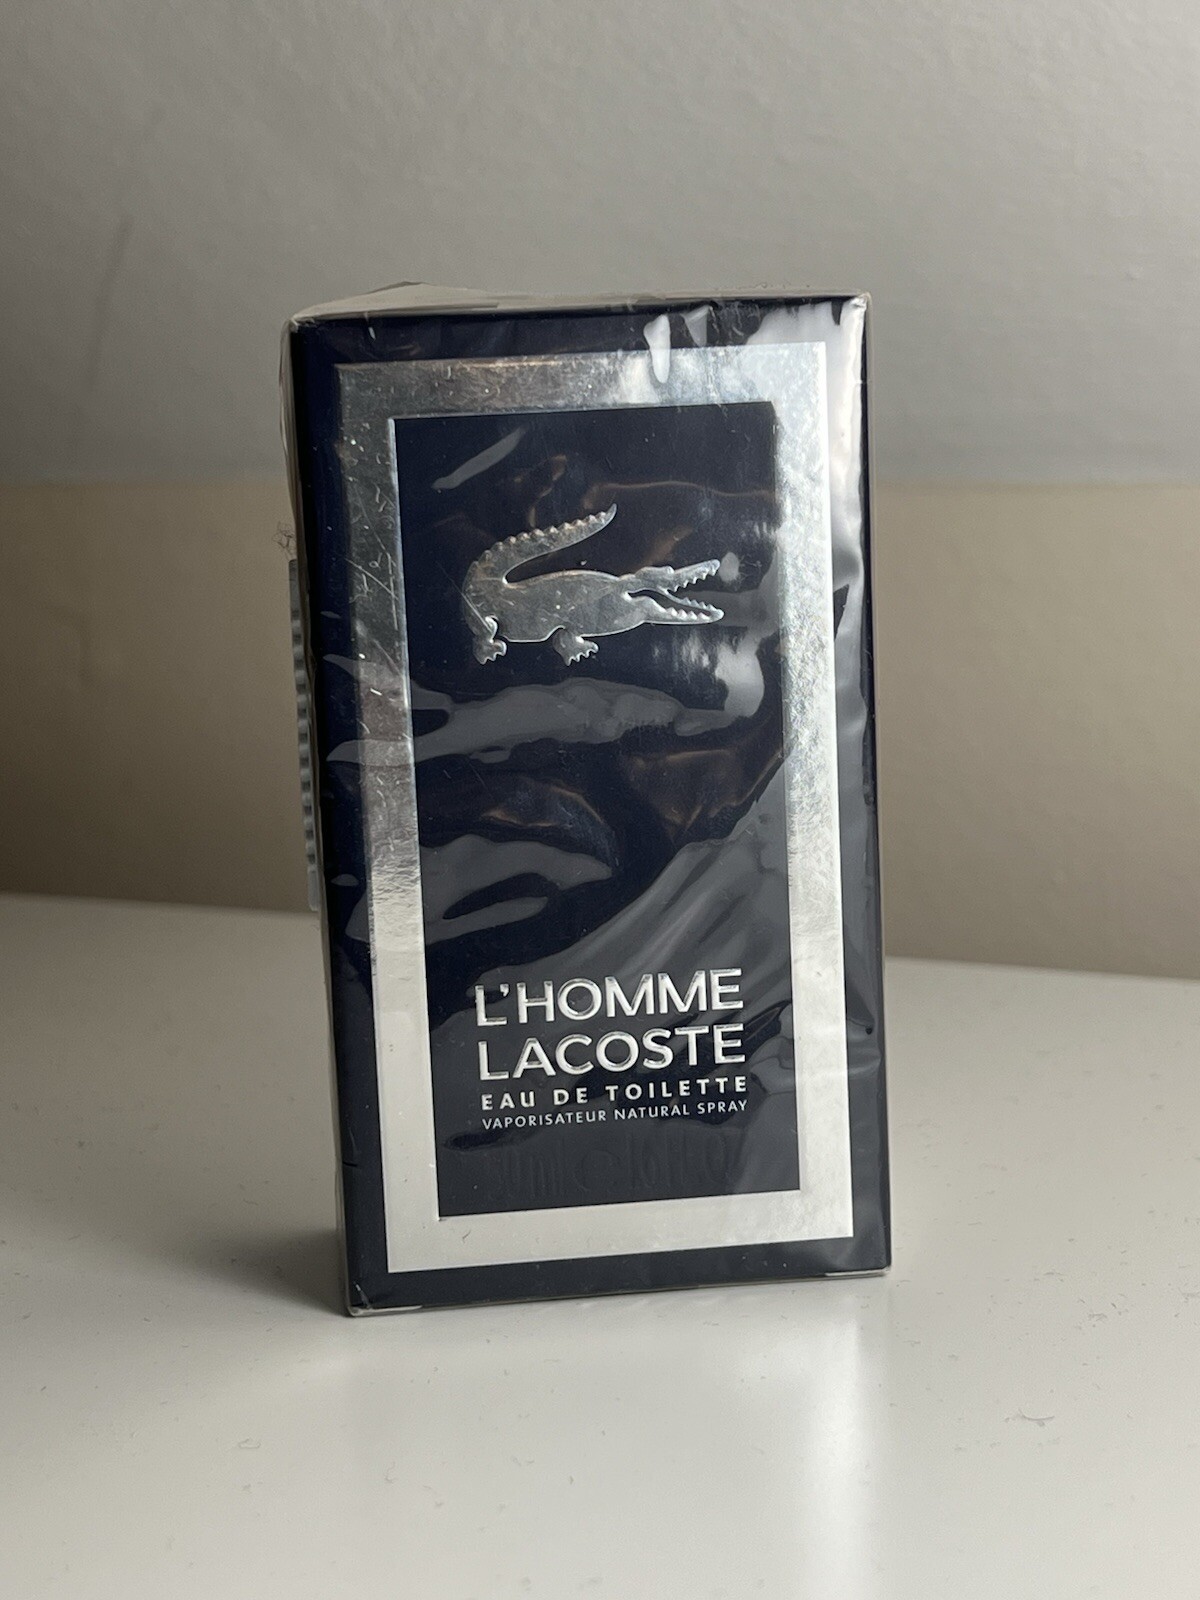 L'HOMME
LACOSTE
EAU DE TOILETTE
VAPORISATEUR NATURAL SPRAY